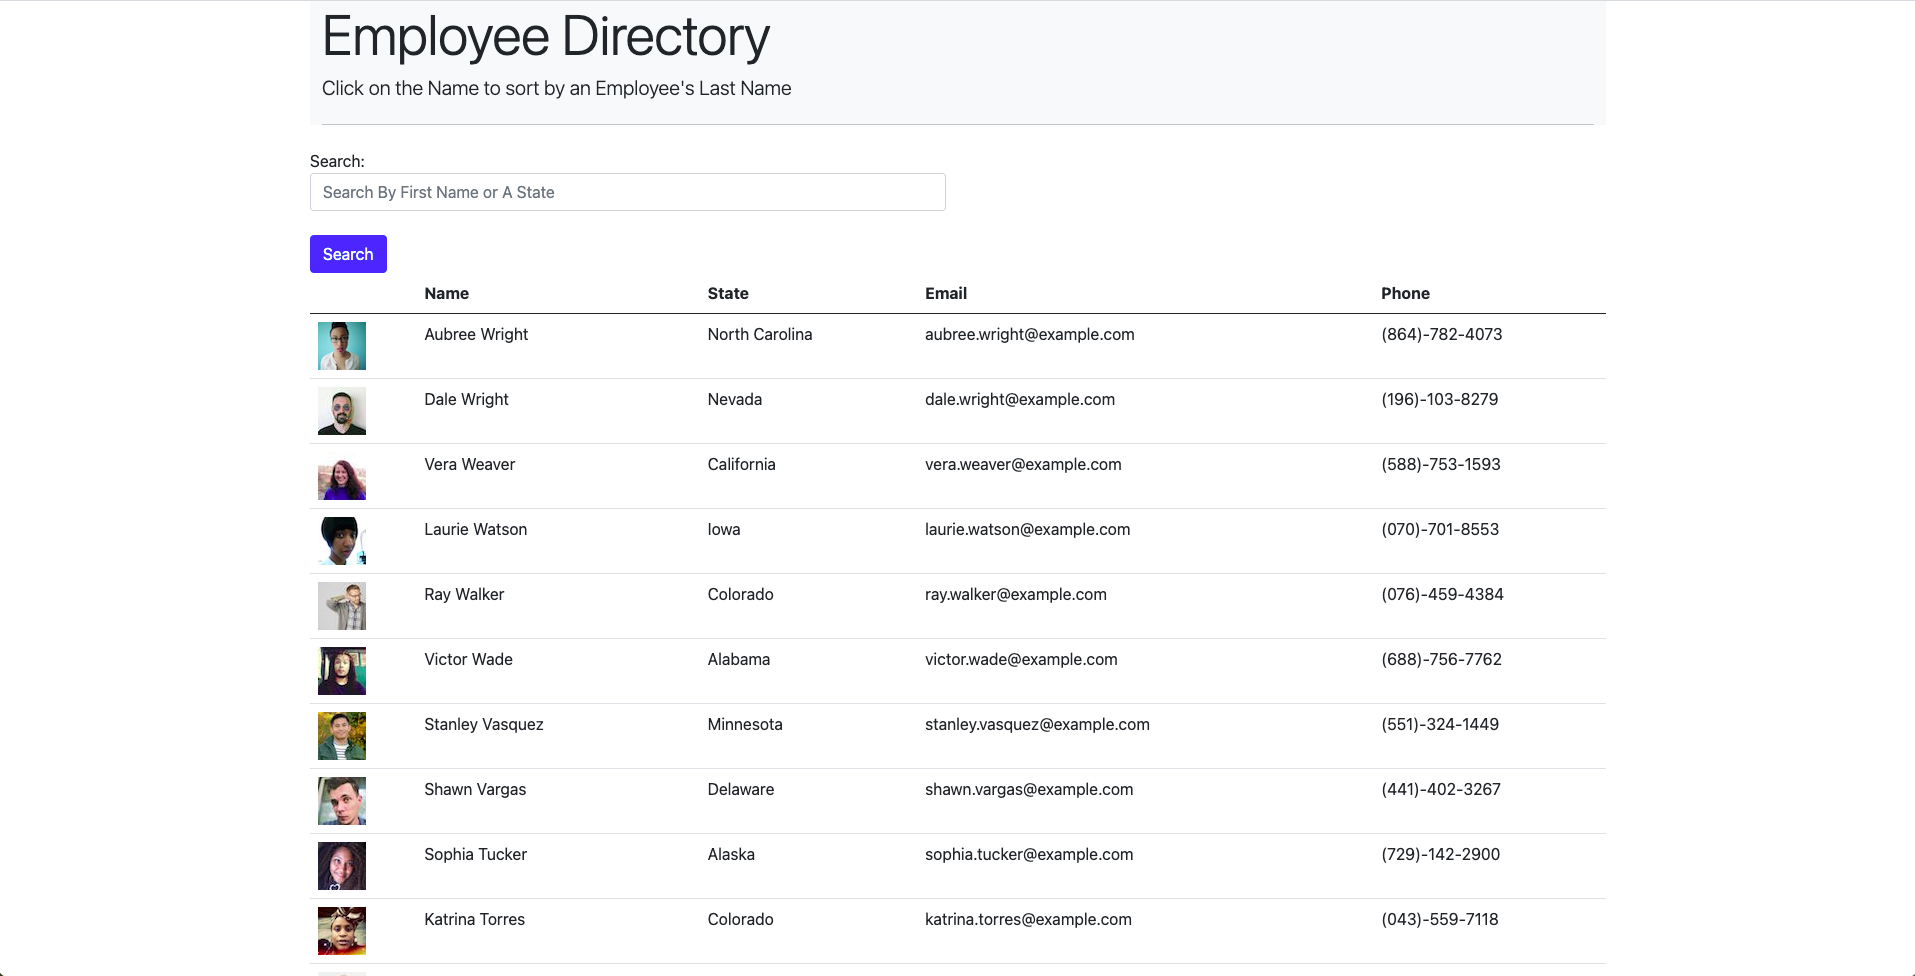 Employee Directory
Click on the Name to sort by an Employee's Last Name
Search:
Search By First Name or A State
Search
Name State Email Phone
Aubree Wright North Carolina aubree.wright@example.com (864)-782-4073
Dale Wright Nevada dale.wright@example.com (196)-103-8279
Vera Weaver California vera.weaver@example.com (588)-753-1593
Laurie Watson Iowa laurie.watson@example.com (070)-701-8553
Ray Walker Colorado ray.walker@example.com (076)-459-4384
Victor Wade Alabama victor.wade@example.com (688)-756-7762
Stanley Vasquez Minnesota stanley.vasquez@example.com (551)-324-1449
Shawn Vargas Delaware shawn.vargas@example.com (441)-402-3267
Sophia Tucker Alaska sophia.tucker@example.com (729)-142-2900
Katrina Torres Colorado katrina.torres@example.com (043)-559-7118